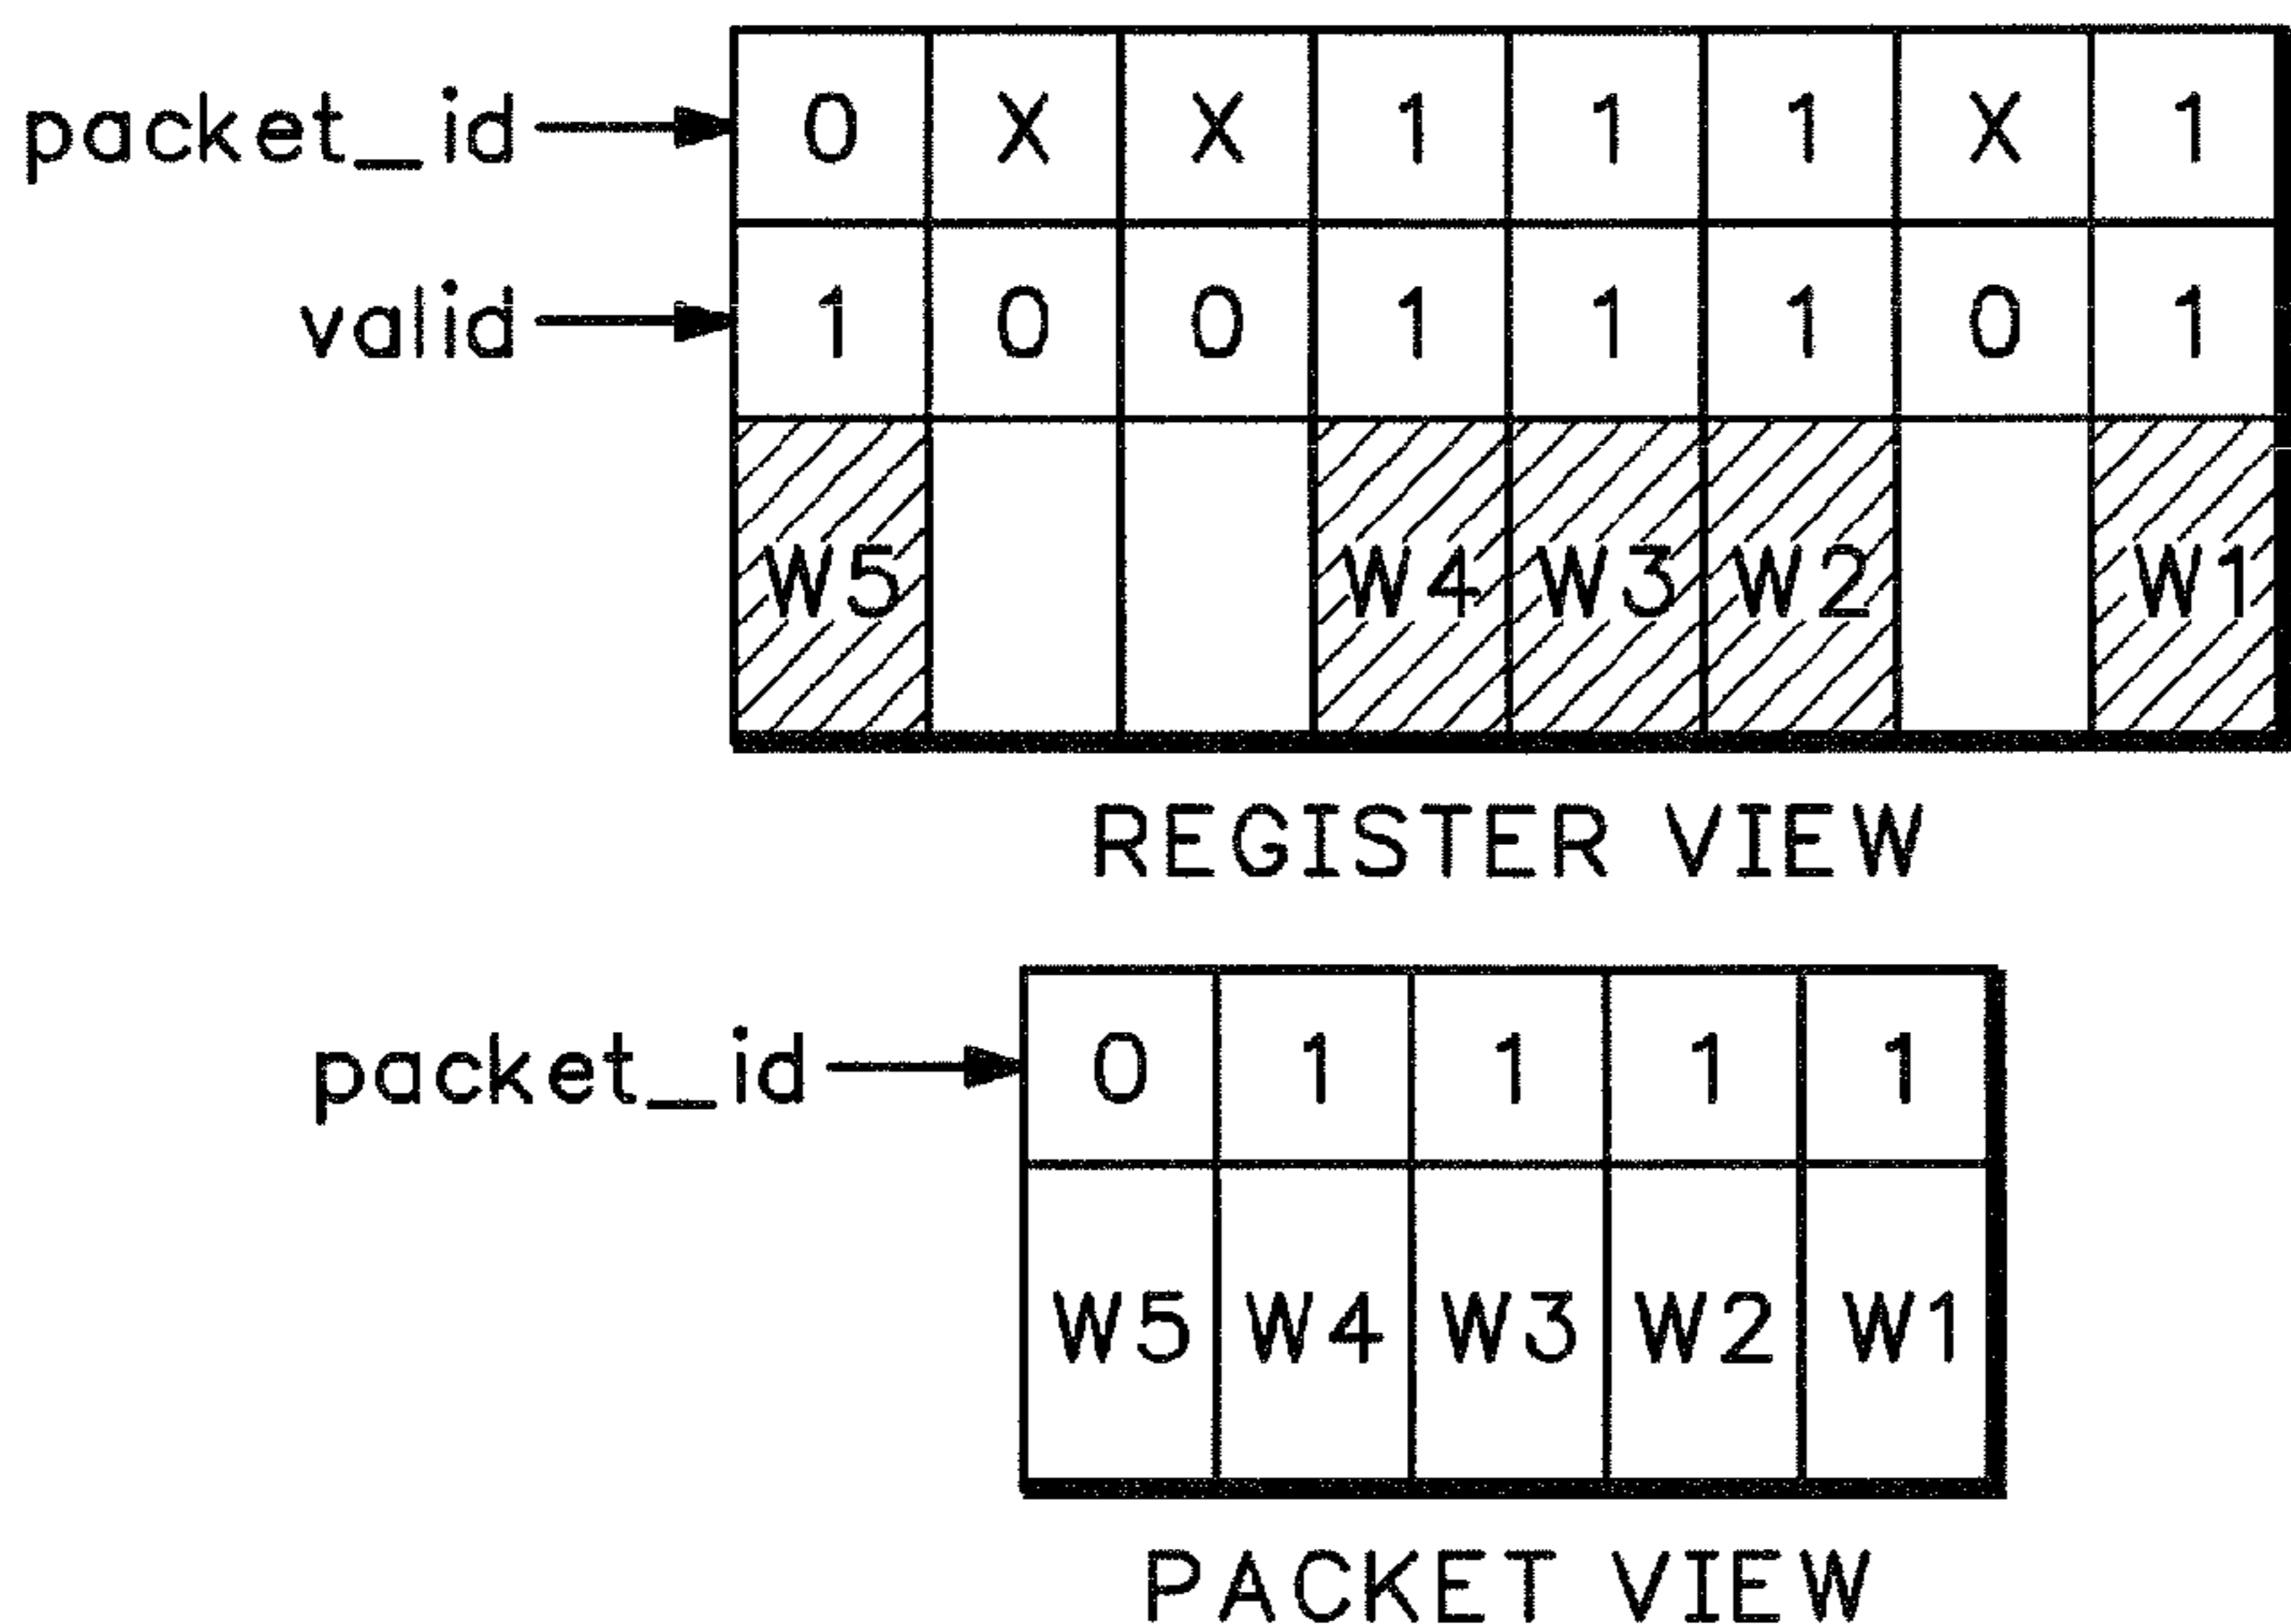 packet_id 0 X X 1 1 1 X 1
valid 1 0 0 1 1 1 0 1
W5 W4 W3 W2 W1
REGISTER VIEW
packet_id 0 1 1 1 1
W5 W4 W3 W2 W1
PACKET VIEW